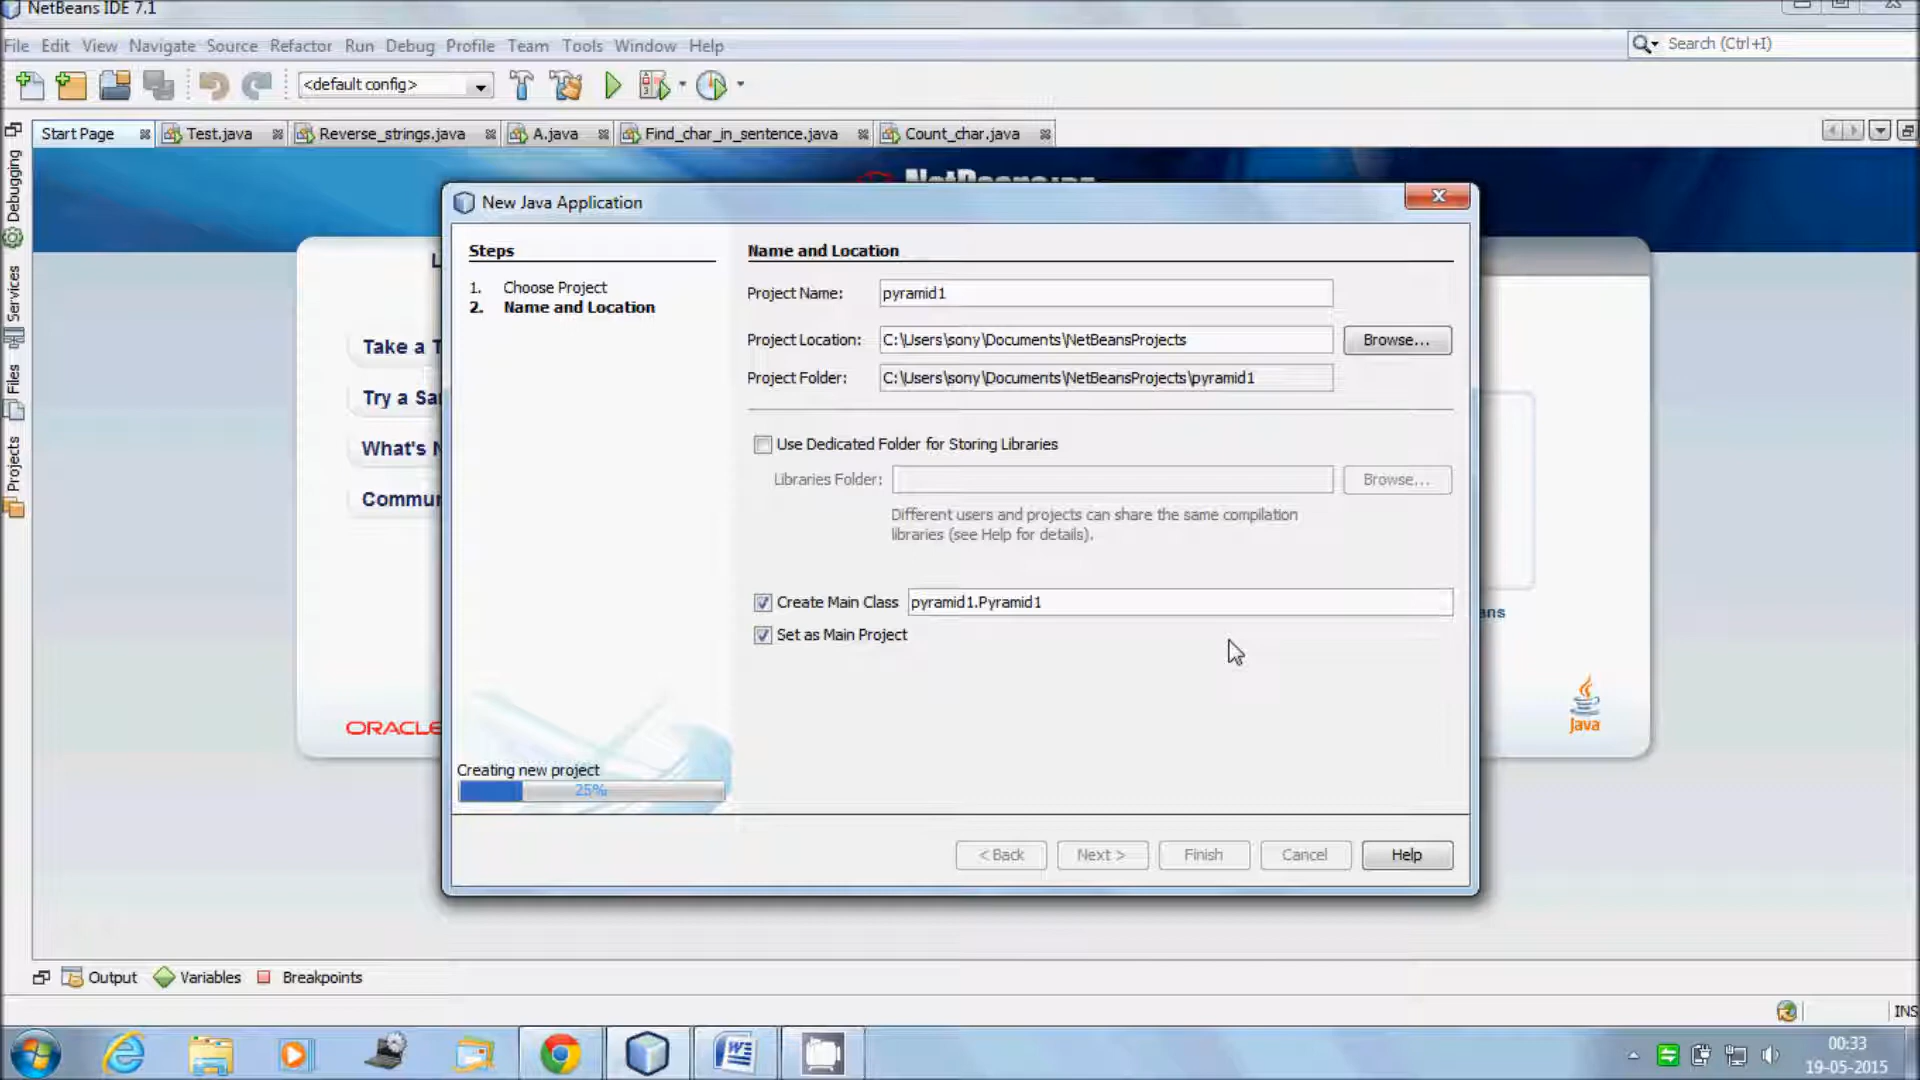 NetBeans IDE 7.1
File Edit View Navigate Source Refactor Run Debug Profile Team Tools Window Help
Search (Ctrl+I)
<default config>
Start Page Test.java Reverse_strings.java A.java Find_char_in_sentence.java Count_char.java
Debugging
Services
Files
Projects
New Java Application
Steps
1. Choose Project
2. Name and Location
Name and Location
Project Name: pyramid1
Project Location: C:\Users\sony\Documents\NetBeansProjects Browse...
Project Folder: C:\Users\sony\Documents\NetBeansProjects\pyramid1
Use Dedicated Folder for Storing Libraries
Libraries Folder: Browse...
Different users and projects can share the same compilation
libraries (see Help for details).
Create Main Class pyramid1.Pyramid1
Set as Main Project
Take a T
Try a Sa
What's N
Commun
ORACLE
ans
Java
Creating new project
25%
< Back Next > Finish Cancel Help
Output Variables Breakpoints
INS
00:33
19-05-2015